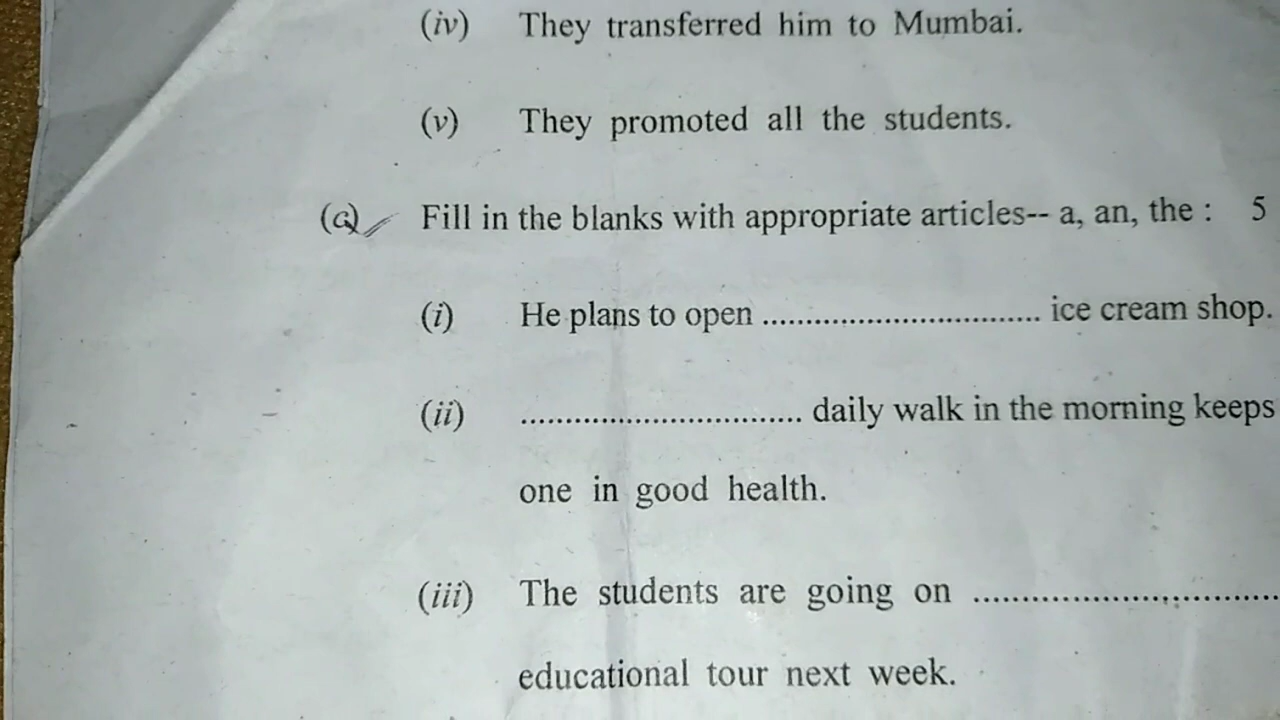 (iv) They transferred him to Mumbai.
(v) They promoted all the students.
(c) Fill in the blanks with appropriate articles-- a, an, the : 5
(i) He plans to open ................................ ice cream shop.
(ii) ................................ daily walk in the morning keeps
one in good health.
(iii) The students are going on ................................
educational tour next week.